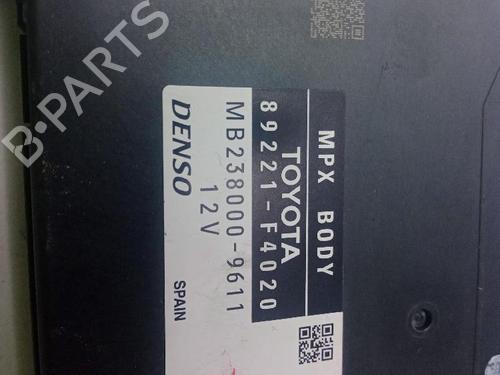 MPX BODY
TOYOTA
89221-F4020
MB238000-9611
12V
DENSO
SPAIN
B-PARTS